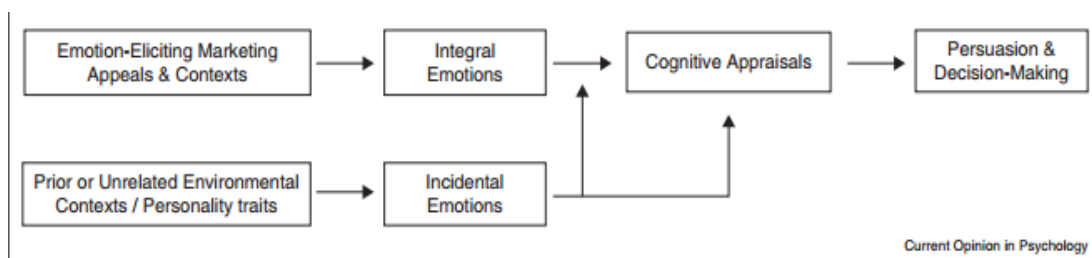 Emotion-Eliciting Marketing
Appeals & Contexts
Integral
Emotions
Cognitive Appraisals
Persuasion &
Decision-Making
Prior or Unrelated Environmental
Contexts / Personality traits
Incidental
Emotions
Current Opinion in Psychology